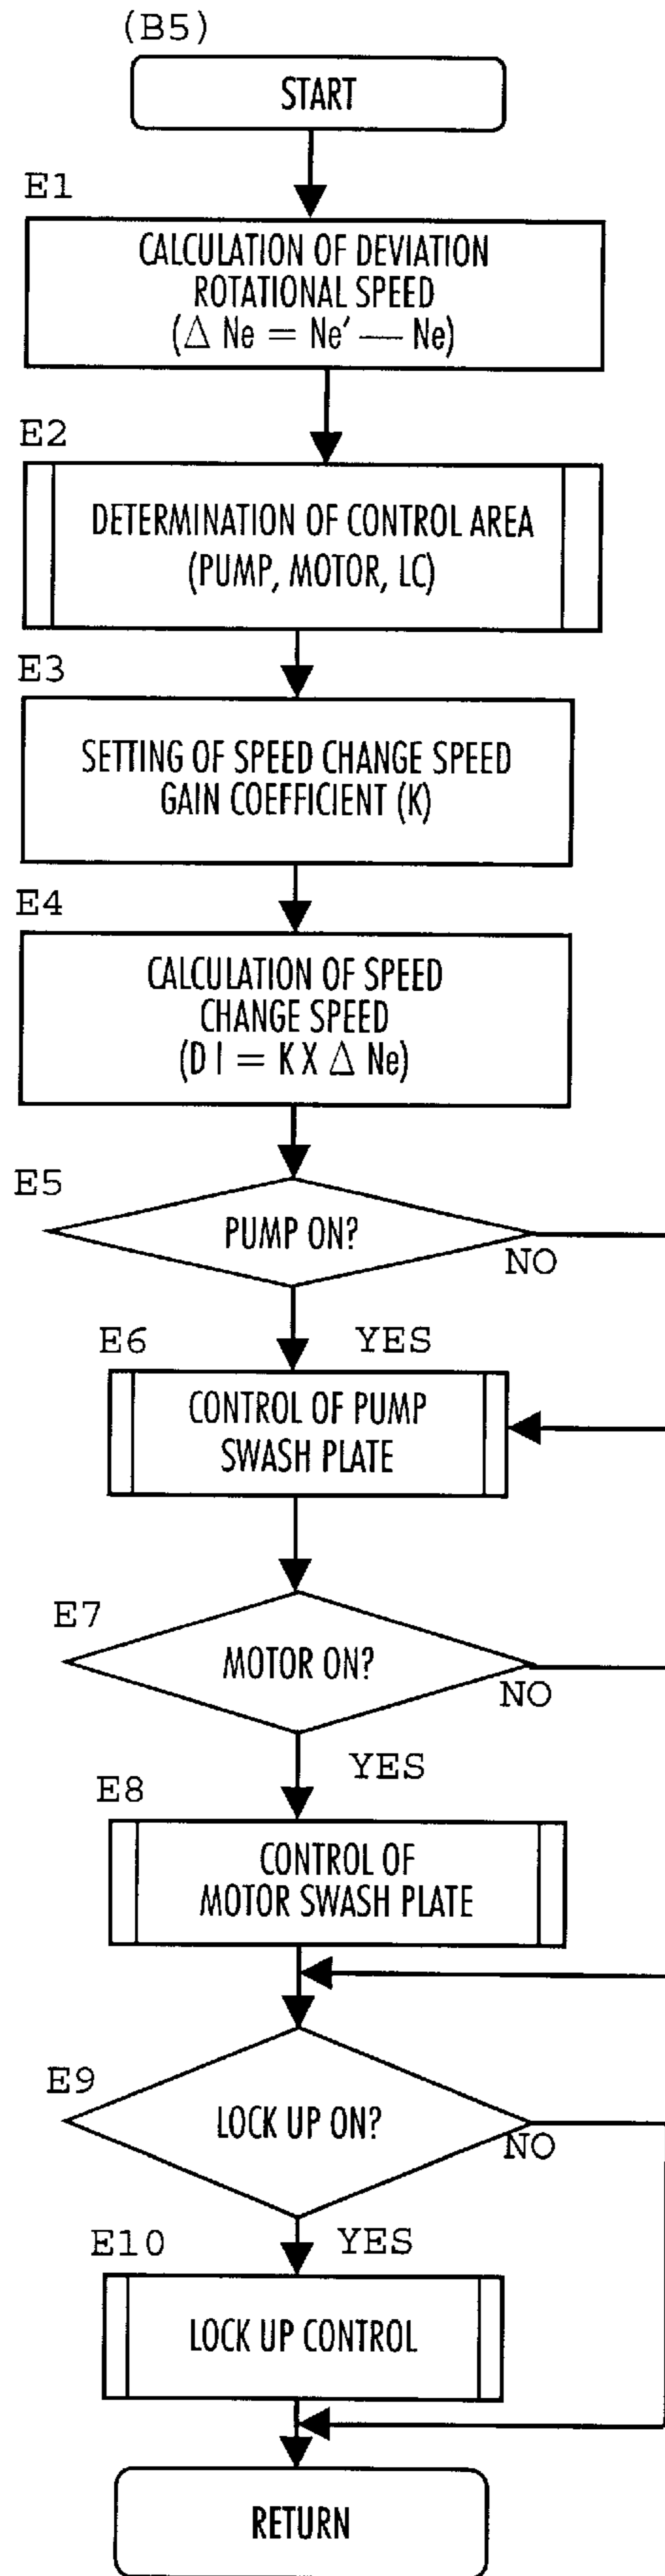 (B5)
START
E1
CALCULATION OF DEVIATION
ROTATIONAL SPEED
(Δ Ne = Ne′ — Ne)
E2
DETERMINATION OF CONTROL AREA
(PUMP, MOTOR, LC)
E3
SETTING OF SPEED CHANGE SPEED
GAIN COEFFICIENT (K)
E4
CALCULATION OF SPEED
CHANGE SPEED
(D I = K X Δ Ne)
E5
PUMP ON?
NO
YES
E6
CONTROL OF PUMP
SWASH PLATE
E7
MOTOR ON?
NO
YES
E8
CONTROL OF
MOTOR SWASH PLATE
E9
LOCK UP ON?
NO
YES
E10
LOCK UP CONTROL
RETURN